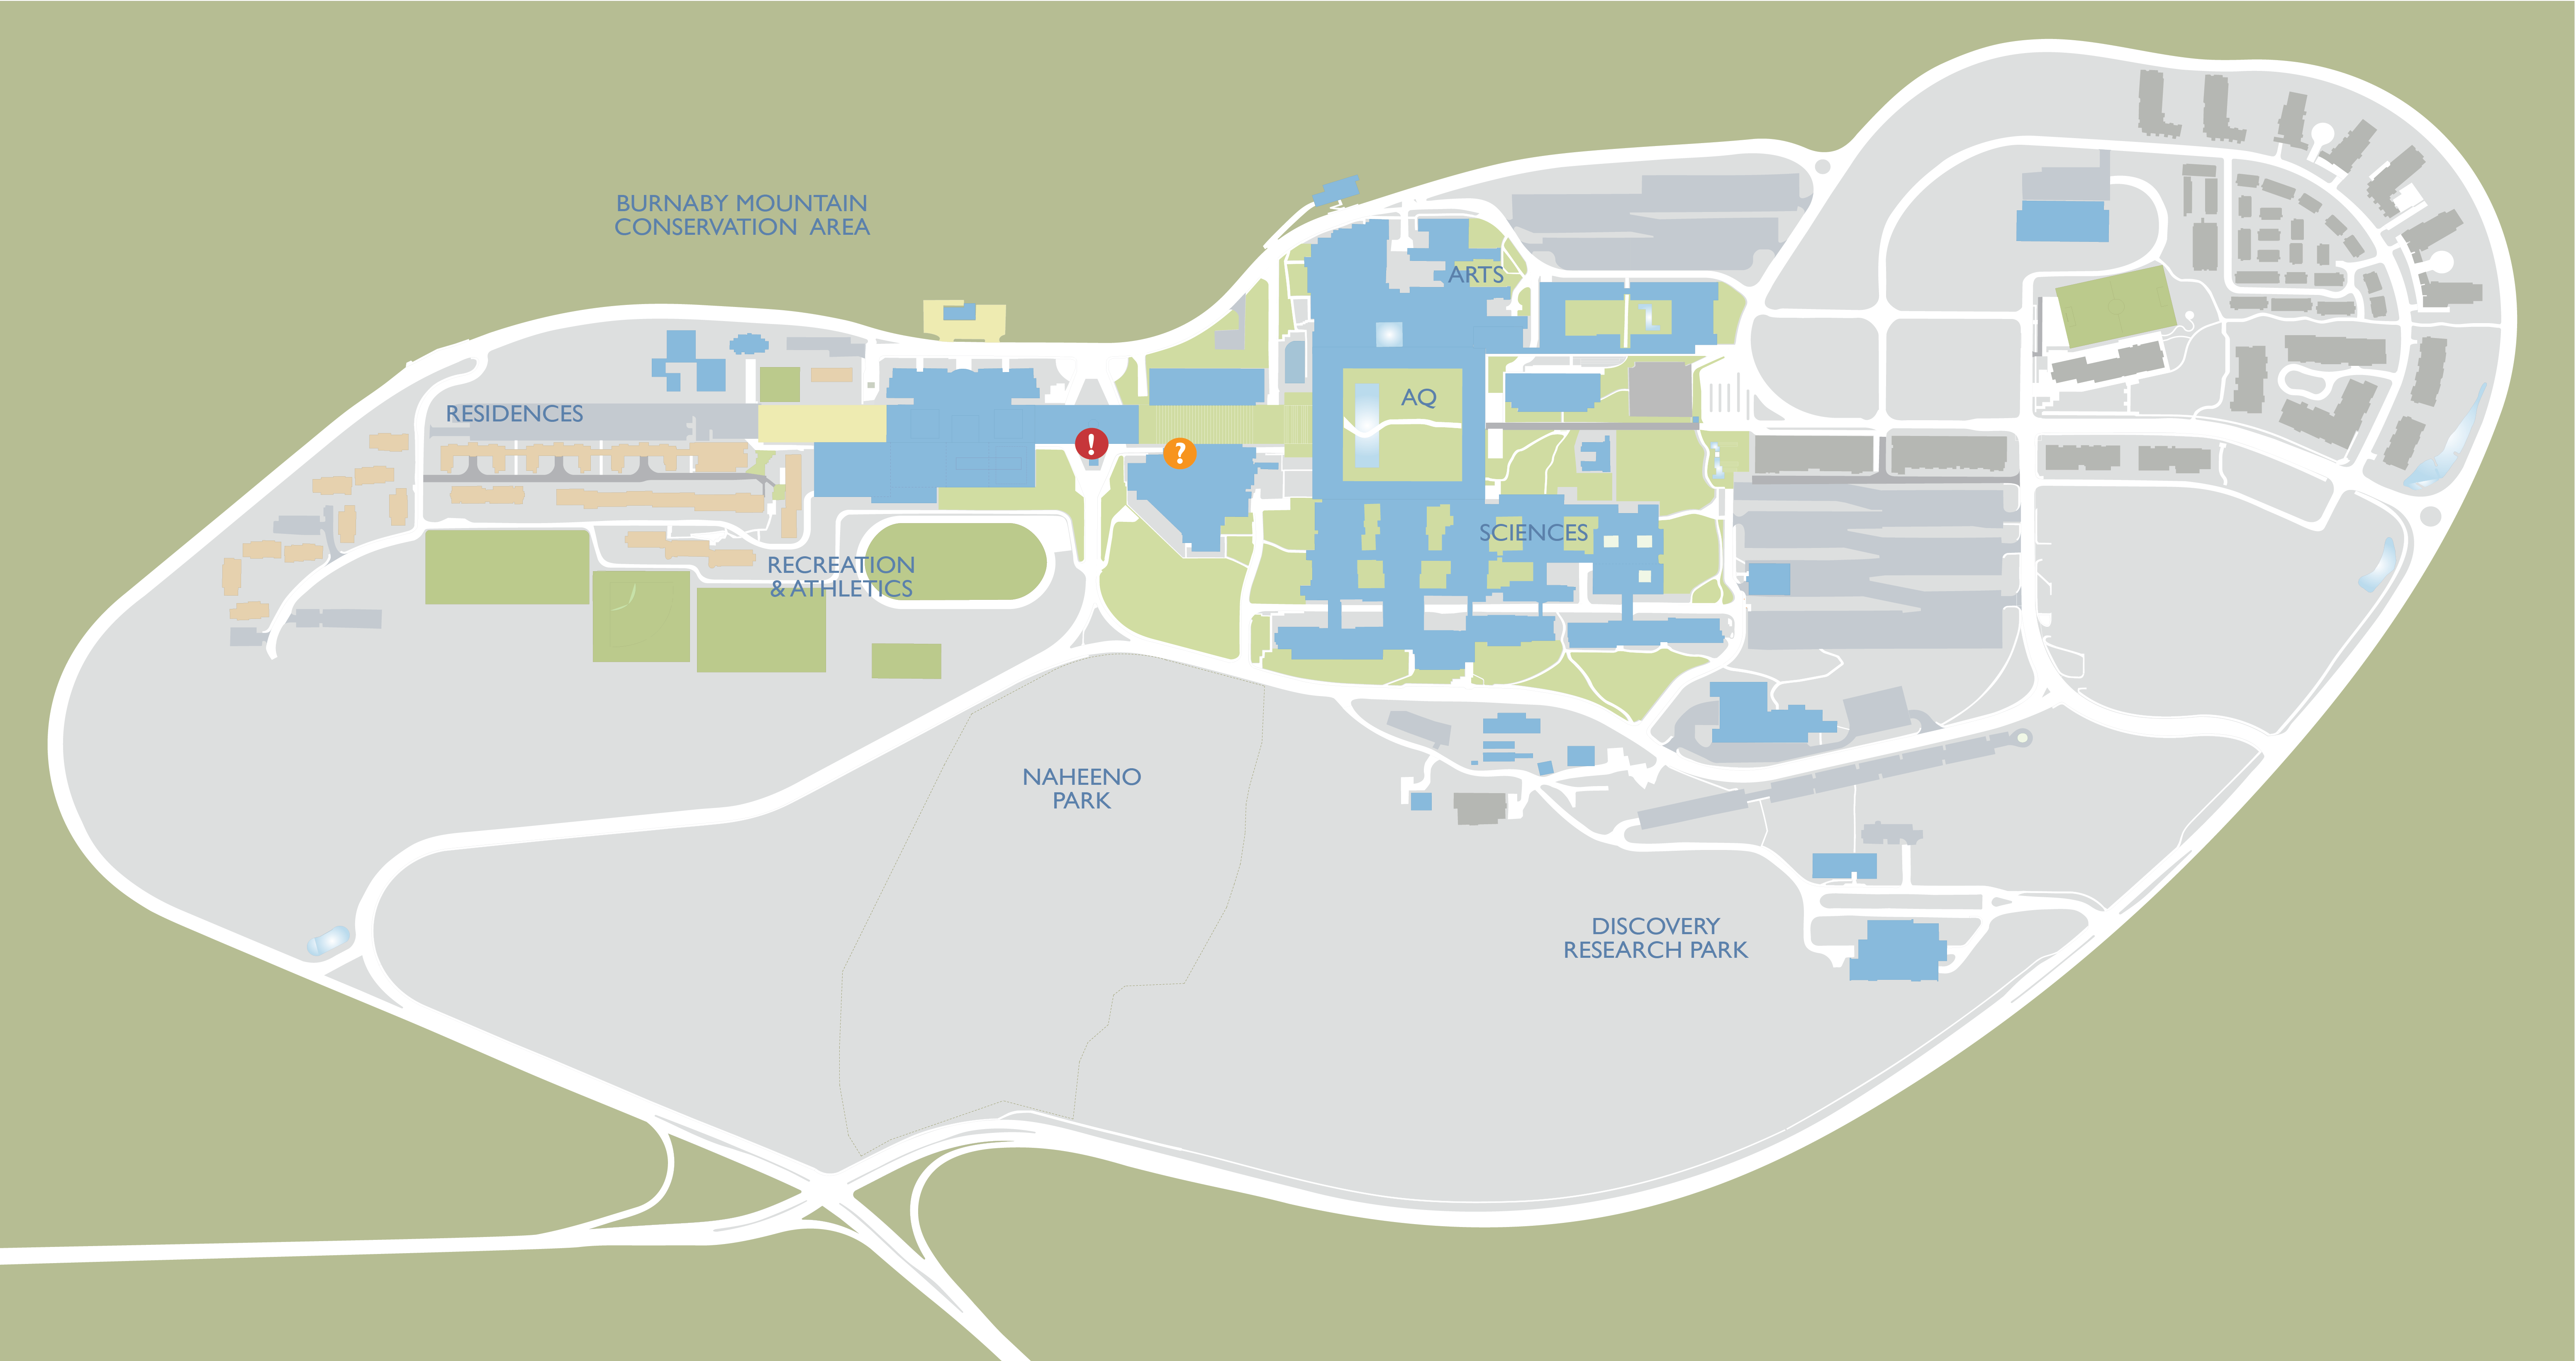 BURNABY MOUNTAIN
CONSERVATION AREA
ARTS
AQ
RESIDENCES
!
?
SCIENCES
RECREATION
& ATHLETICS
NAHEENO
PARK
DISCOVERY
RESEARCH PARK